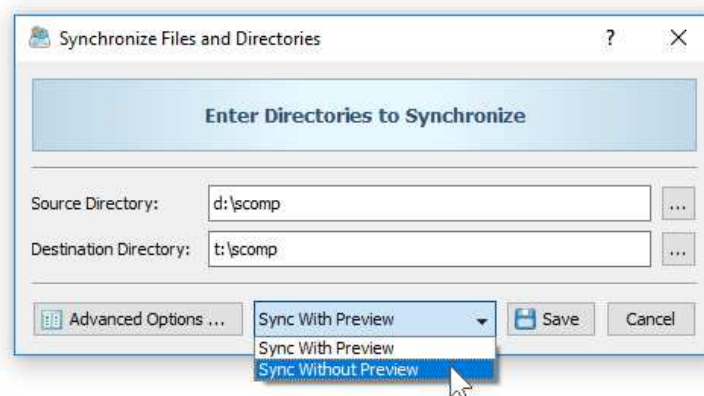 Synchronize Files and Directories ?
Enter Directories to Synchronize
Source Directory: d:\scomp ...
Destination Directory: t:\scomp ...
Advanced Options ... Sync With Preview Save Cancel
Sync With Preview
Sync Without Preview